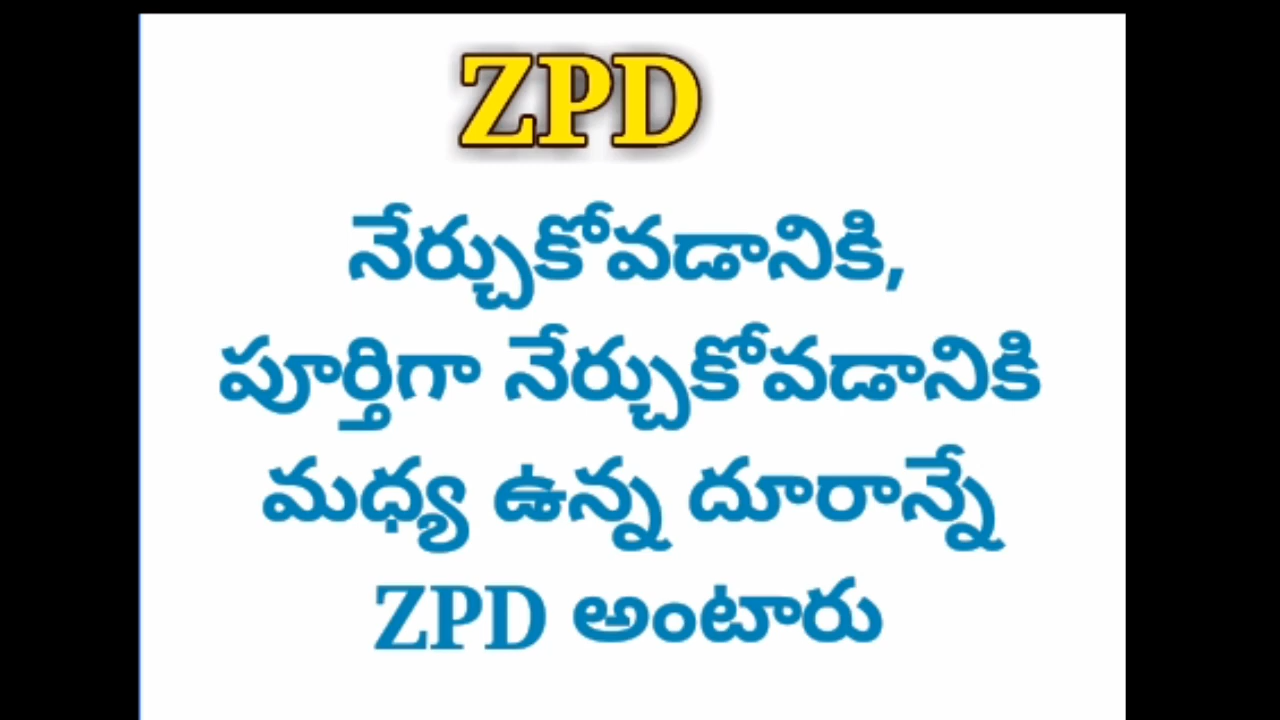 ZPD
నేర్చుకోవడానికి,
పూర్తిగా నేర్చుకోవడానికి
మధ్య ఉన్న దూరాన్నే
ZPD అంటారు